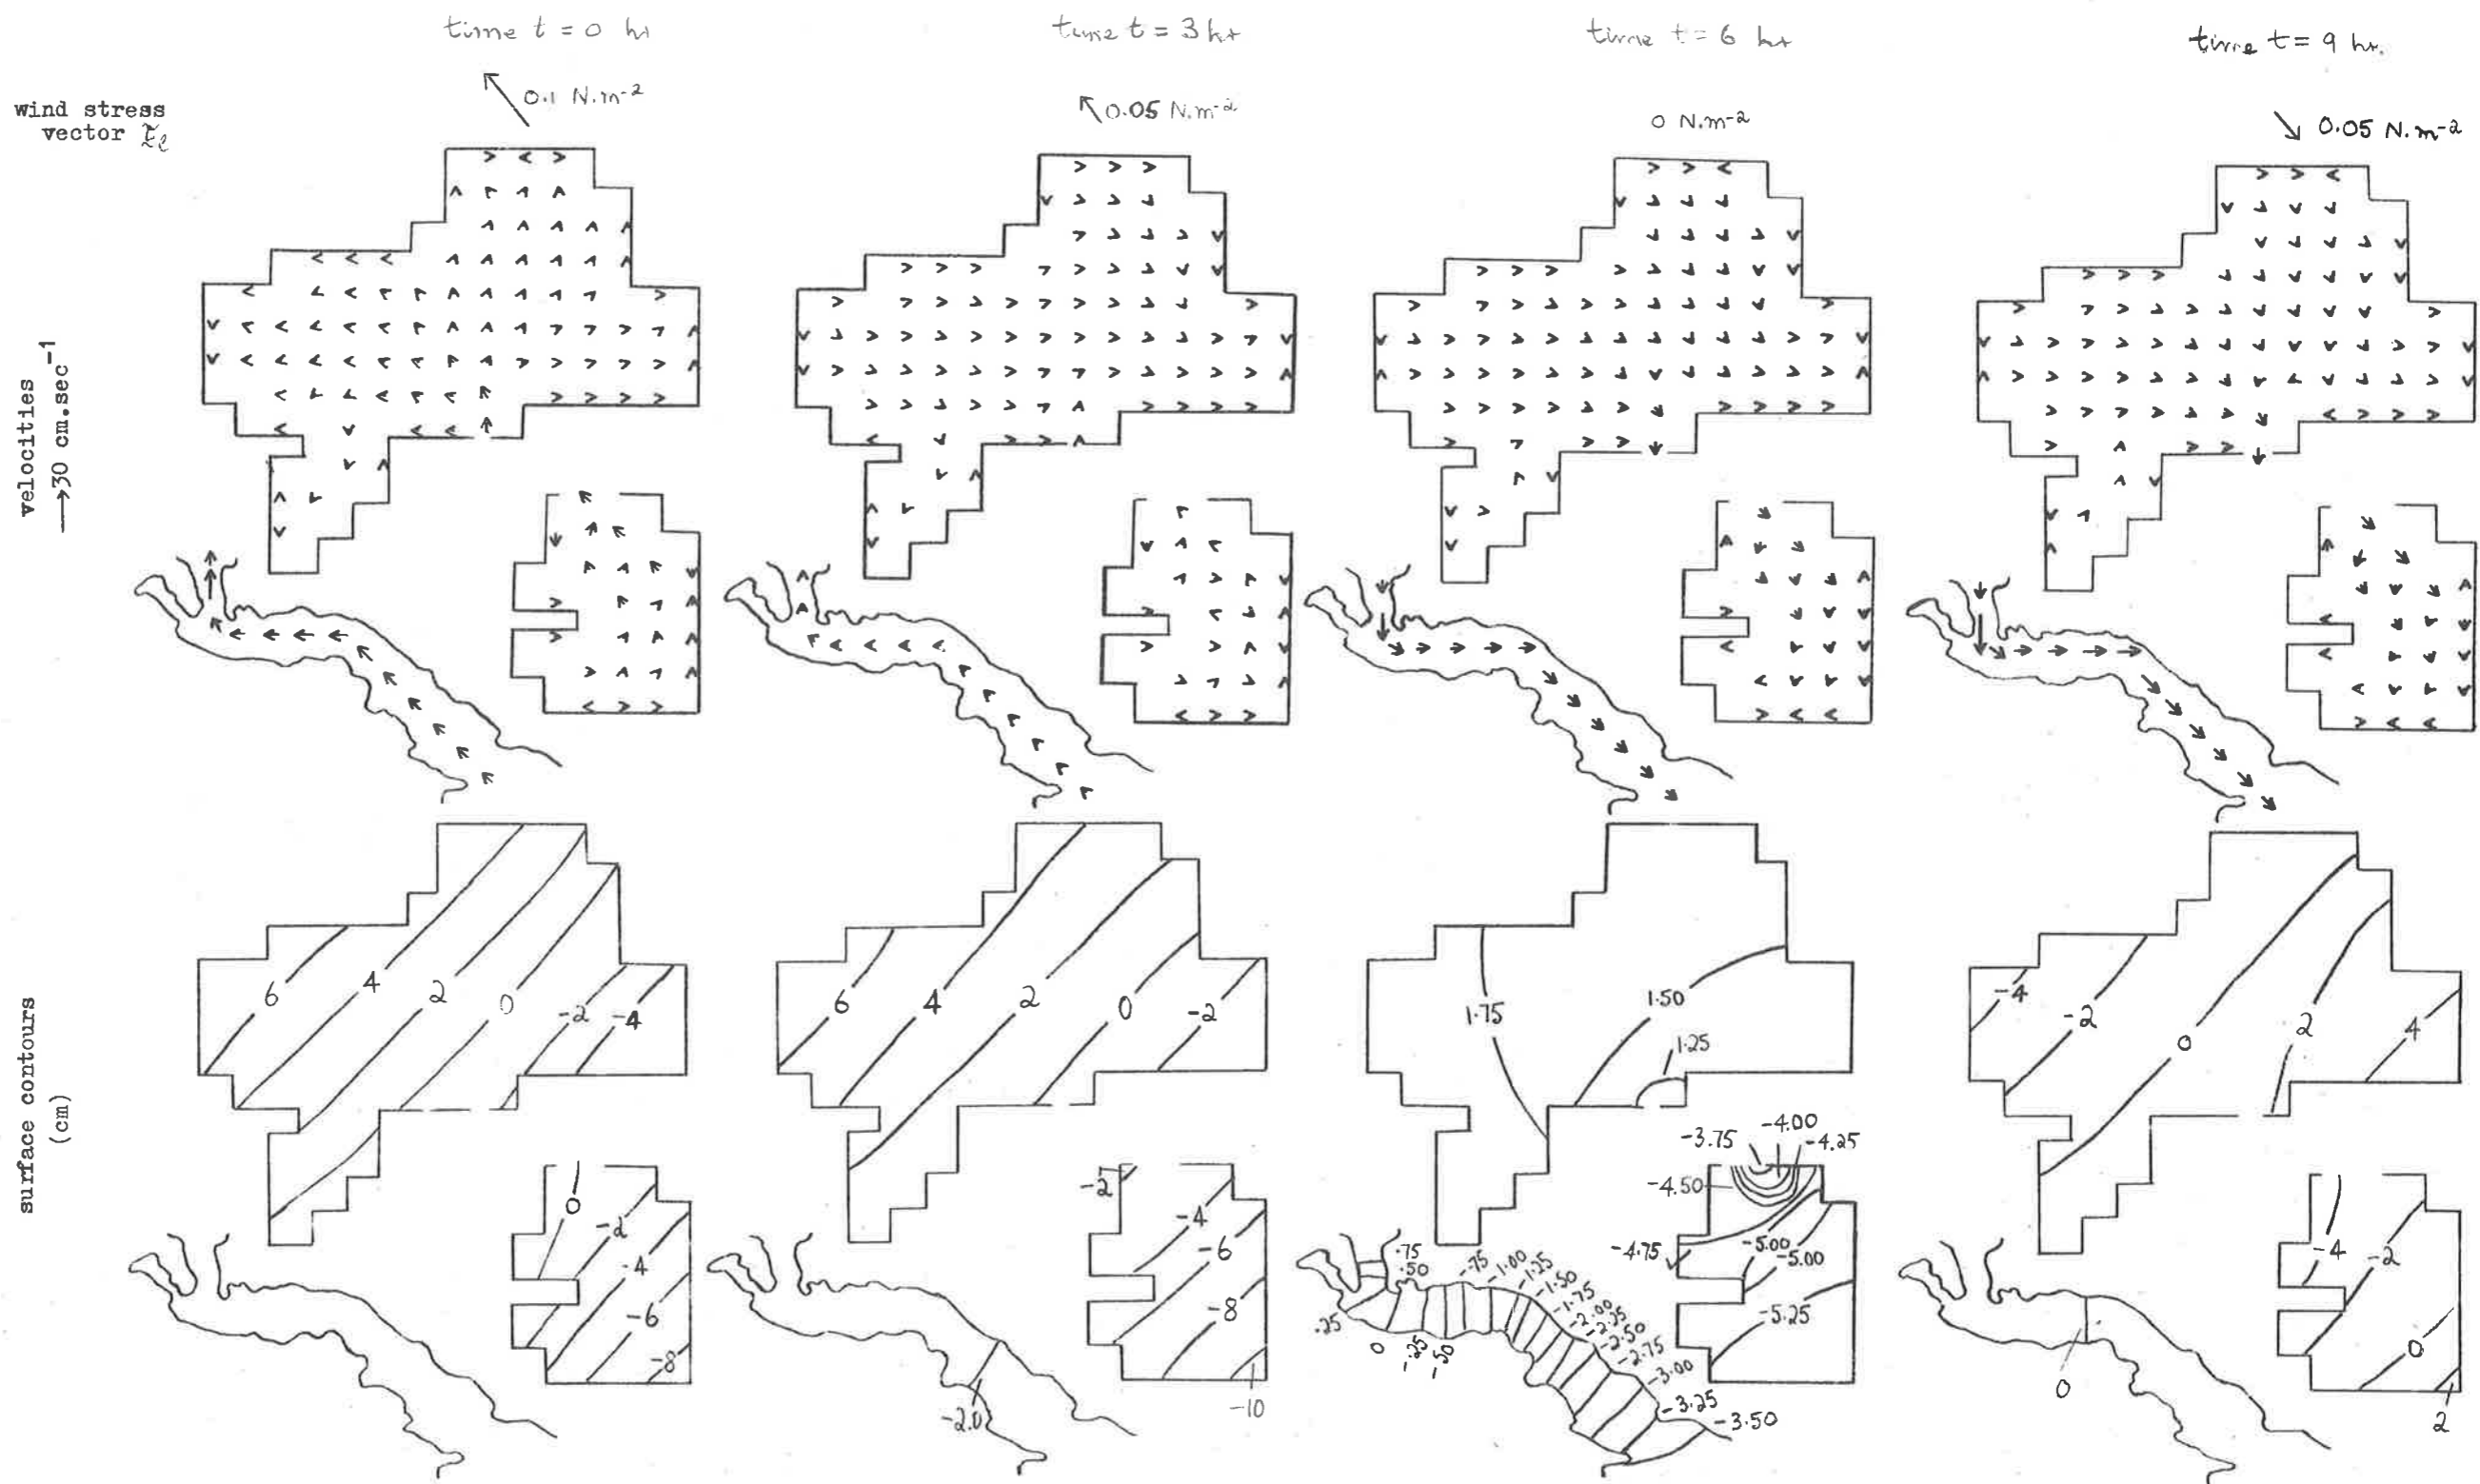 time t = 0 hr
time t = 3 hr
time t = 6 hr
time t = 9 hr.
wind stress
vector
0.1 N.m-2
0.05 N.m-2
0 N.m-2
0.05 N.m-2
velocities
→30 cm.sec-1
surface contours
(cm)
6 4 2 0 -2 -4
0 -2 -4 -6 -8
6 4 2 0 -2
-2 -4 -6 -8 -10
-2.0
1.75 1.50 1.25
-3.75 -4.00 -4.25
-4.50
-4.75 -5.00 -5.00
-5.25
.75
.50
.25
0 -.25 -.50
-.75 -1.00 -1.25 -1.50 -1.75 -2.00 -2.25 -2.50 -2.75 -3.00 -3.25 -3.50
-4 -2 0 2 4
-4 -2 0 2
0